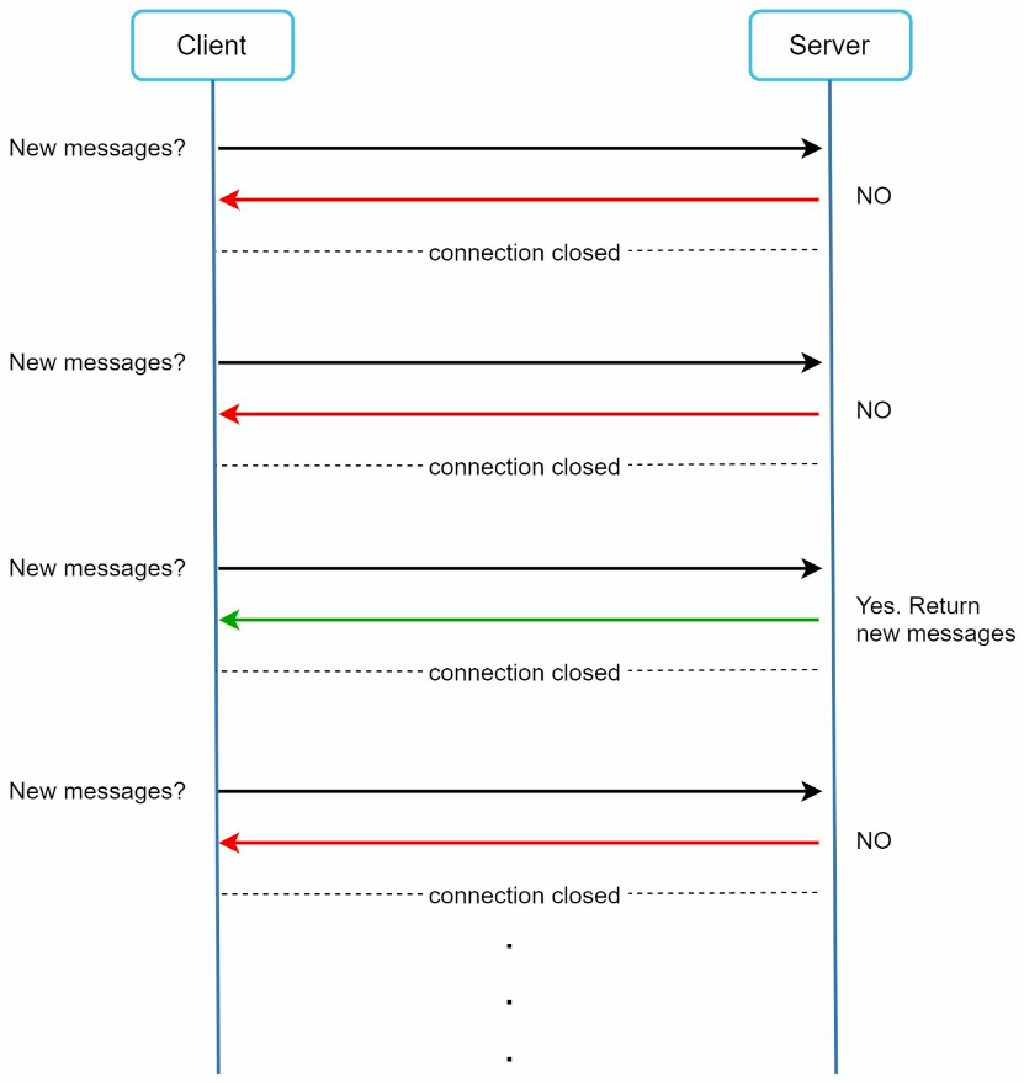 Client
Server
New messages?
NO
connection closed
New messages?
NO
connection closed
New messages?
Yes. Return
new messages
connection closed
New messages?
NO
connection closed